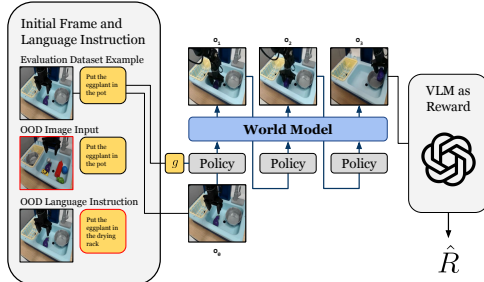 Initial Frame and
Language Instruction
Evaluation Dataset Example
Put the
eggplant in
the pot
OOD Image Input
Put the
eggplant in
the pot
OOD Language Instruction
Put the
eggplant in
the drying
rack
o₁
o₂
o₃
World Model
g
Policy
Policy
Policy
o₀
VLM as
Reward
R̂